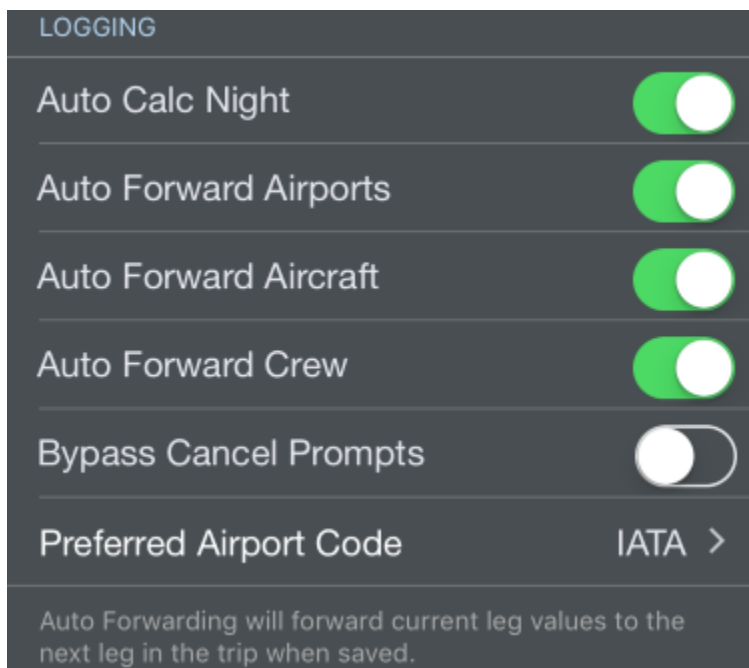 LOGGING
Auto Calc Night
Auto Forward Airports
Auto Forward Aircraft
Auto Forward Crew
Bypass Cancel Prompts
Preferred Airport Code IATA >
Auto Forwarding will forward current leg values to the
next leg in the trip when saved.